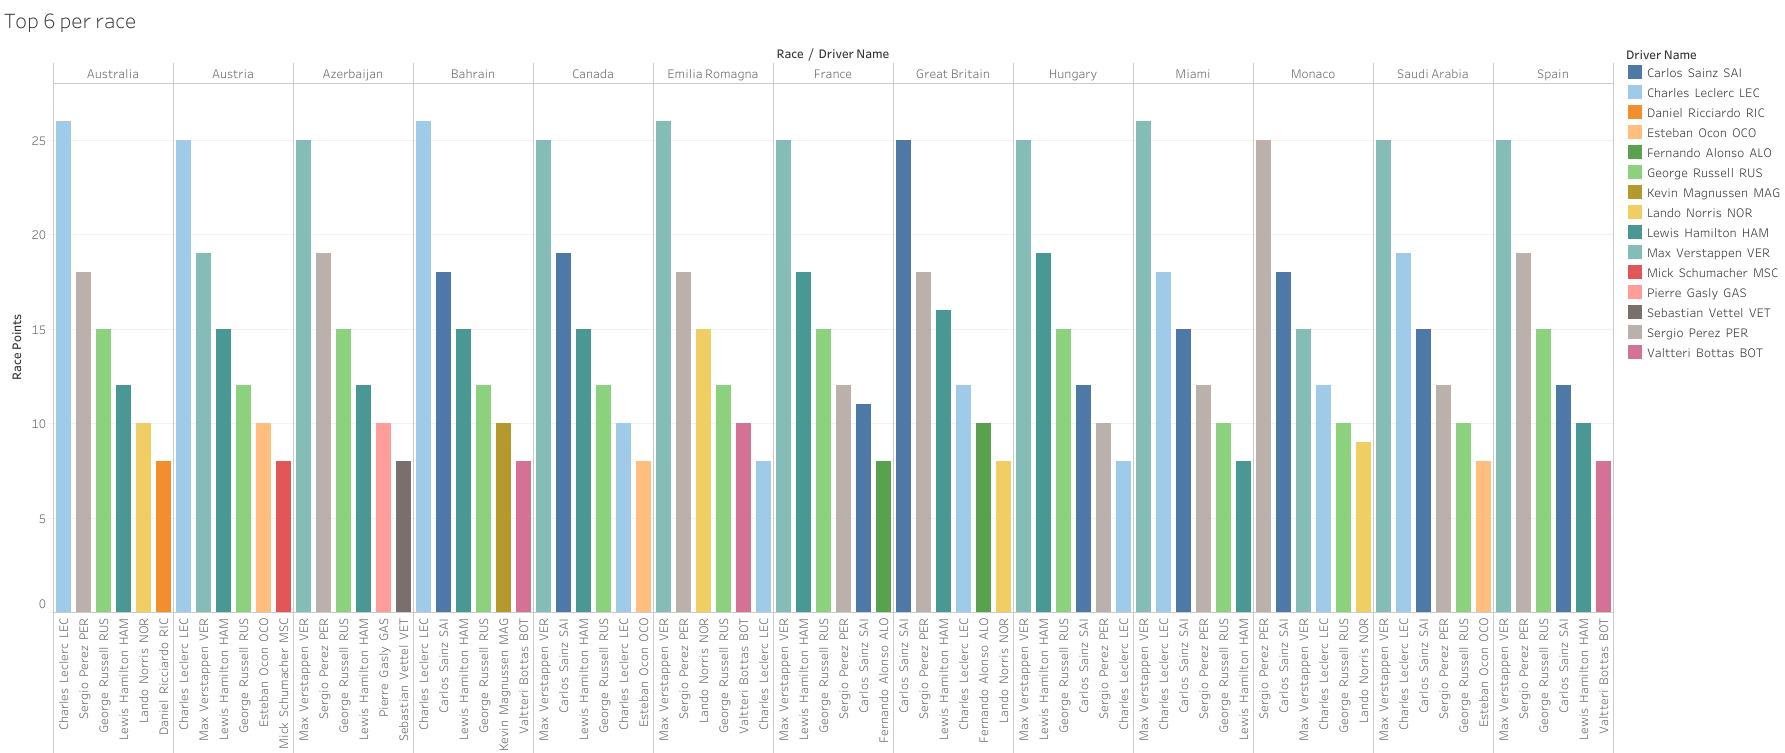 Top 6 per race
Race / Driver Name
Australia
Austria
Azerbaijan
Bahrain
Canada
Emilia Romagna
France
Great Britain
Hungary
Miami
Monaco
Saudi Arabia
Spain
Race Points
25
20
15
10
5
0
Charles Leclerc LEC
Sergio Perez PER
George Russell RUS
Lewis Hamilton HAM
Lando Norris NOR
Daniel Ricciardo RIC
Charles Leclerc LEC
Max Verstappen VER
Lewis Hamilton HAM
George Russell RUS
Esteban Ocon OCO
Mick Schumacher MSC
Max Verstappen VER
Sergio Perez PER
George Russell RUS
Lewis Hamilton HAM
Pierre Gasly GAS
Sebastian Vettel VET
Charles Leclerc LEC
Carlos Sainz SAI
Lewis Hamilton HAM
George Russell RUS
Kevin Magnussen MAG
Valtteri Bottas BOT
Max Verstappen VER
Carlos Sainz SAI
Lewis Hamilton HAM
George Russell RUS
Charles Leclerc LEC
Esteban Ocon OCO
Max Verstappen VER
Sergio Perez PER
Lando Norris NOR
George Russell RUS
Valtteri Bottas BOT
Charles Leclerc LEC
Max Verstappen VER
Lewis Hamilton HAM
George Russell RUS
Sergio Perez PER
Carlos Sainz SAI
Fernando Alonso ALO
Carlos Sainz SAI
Sergio Perez PER
Lewis Hamilton HAM
Charles Leclerc LEC
Fernando Alonso ALO
Lando Norris NOR
Max Verstappen VER
Lewis Hamilton HAM
George Russell RUS
Carlos Sainz SAI
Sergio Perez PER
Charles Leclerc LEC
Max Verstappen VER
Charles Leclerc LEC
Carlos Sainz SAI
Sergio Perez PER
George Russell RUS
Lewis Hamilton HAM
Sergio Perez PER
Carlos Sainz SAI
Max Verstappen VER
Charles Leclerc LEC
George Russell RUS
Lando Norris NOR
Max Verstappen VER
Charles Leclerc LEC
Carlos Sainz SAI
Sergio Perez PER
George Russell RUS
Esteban Ocon OCO
Max Verstappen VER
Sergio Perez PER
George Russell RUS
Carlos Sainz SAI
Lewis Hamilton HAM
Valtteri Bottas BOT
Driver Name
Carlos Sainz SAI
Charles Leclerc LEC
Daniel Ricciardo RIC
Esteban Ocon OCO
Fernando Alonso ALO
George Russell RUS
Kevin Magnussen MAG
Lando Norris NOR
Lewis Hamilton HAM
Max Verstappen VER
Mick Schumacher MSC
Pierre Gasly GAS
Sebastian Vettel VET
Sergio Perez PER
Valtteri Bottas BOT